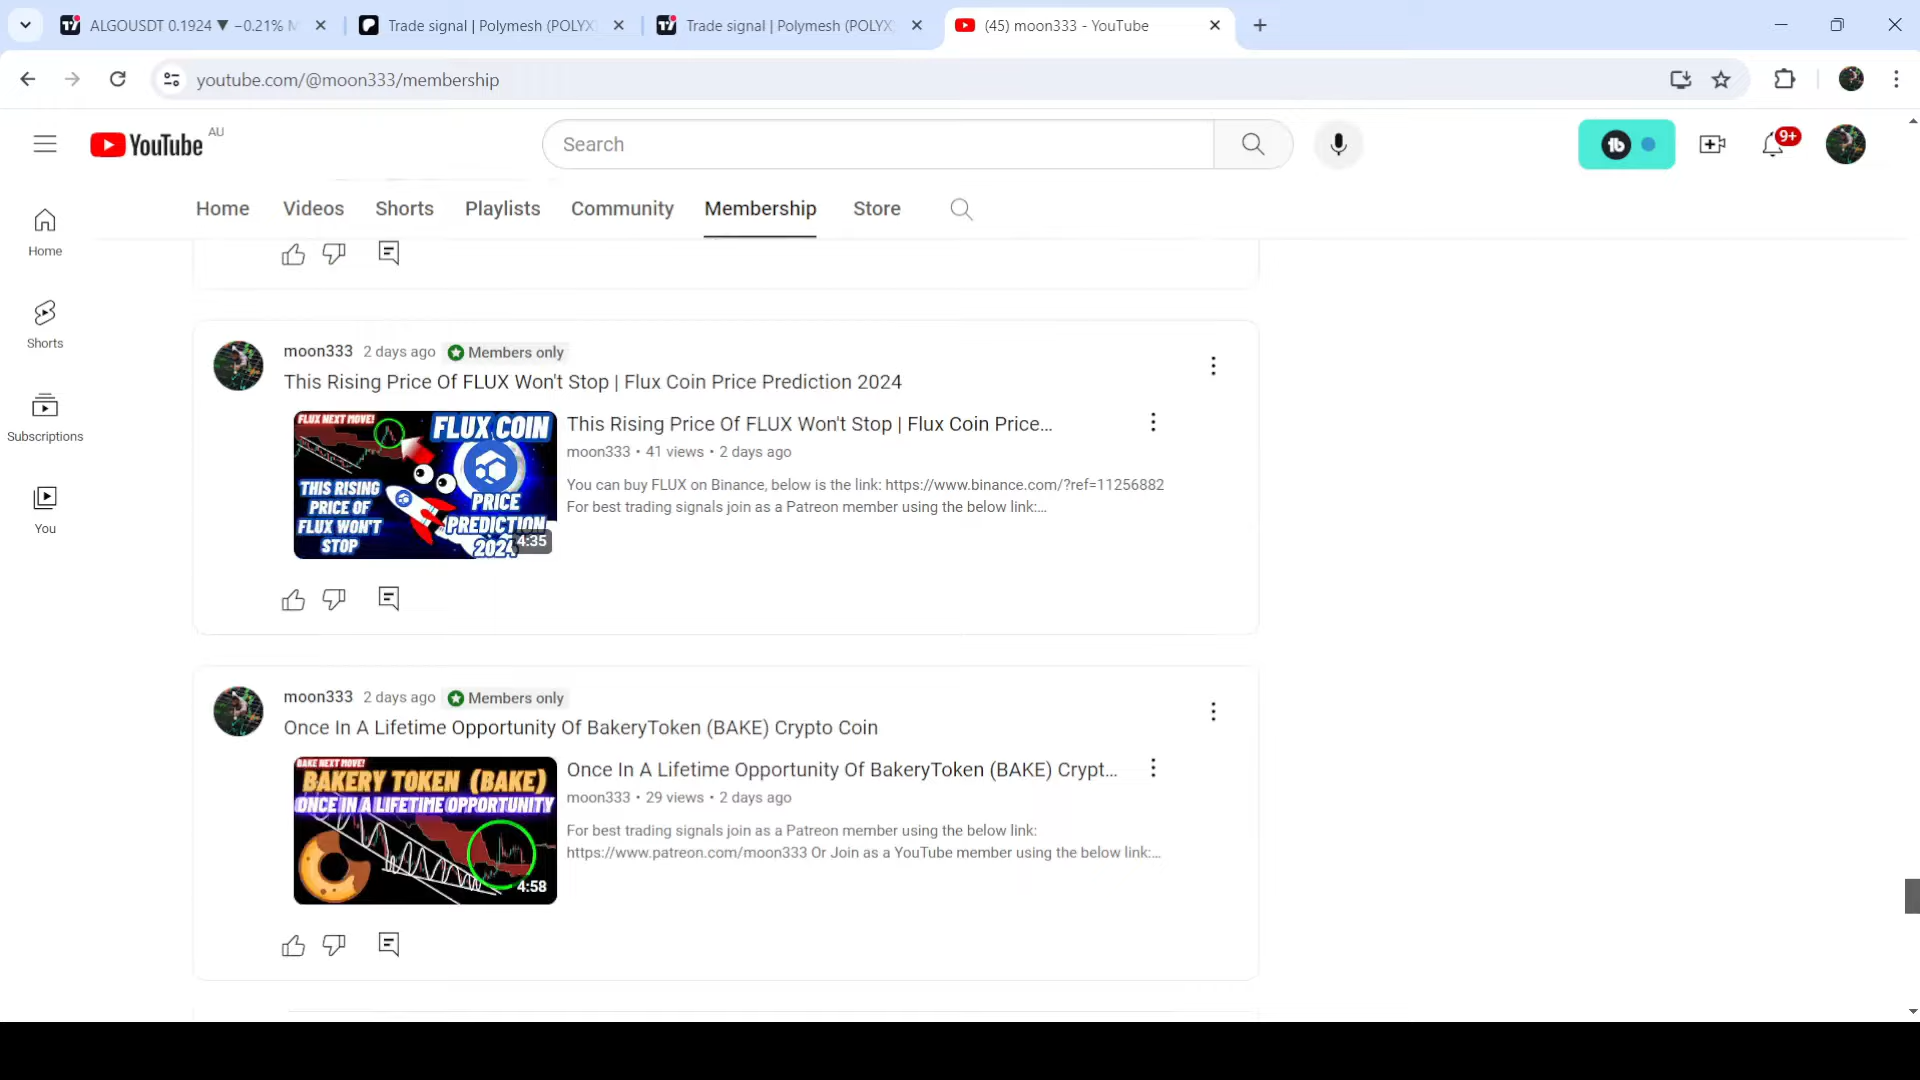 ALGOUSDT 0.1924 ▼ −0.21%
Trade signal | Polymesh (POLYX
Trade signal | Polymesh (POLYX
(45) moon333 - YouTube
youtube.com/@moon333/membership
YouTube AU
Search
9+
Home
Videos
Shorts
Playlists
Community
Membership
Store
Home
Shorts
Subscriptions
You
moon333 2 days ago Members only
This Rising Price Of FLUX Won't Stop | Flux Coin Price Prediction 2024
FLUX NEXT MOVE!
FLUX COIN
THIS RISING
PRICE OF
FLUX WON'T
STOP
PRICE
PREDICTION
2024
4:35
This Rising Price Of FLUX Won't Stop | Flux Coin Price...
moon333 • 41 views • 2 days ago
You can buy FLUX on Binance, below is the link: https://www.binance.com/?ref=11256882
For best trading signals join as a Patreon member using the below link:...
moon333 2 days ago Members only
Once In A Lifetime Opportunity Of BakeryToken (BAKE) Crypto Coin
BAKE NEXT MOVE!
BAKERY TOKEN (BAKE)
ONCE IN A LIFETIME OPPORTUNITY
4:58
Once In A Lifetime Opportunity Of BakeryToken (BAKE) Crypt...
moon333 • 29 views • 2 days ago
For best trading signals join as a Patreon member using the below link:
https://www.patreon.com/moon333 Or Join as a YouTube member using the below link:...